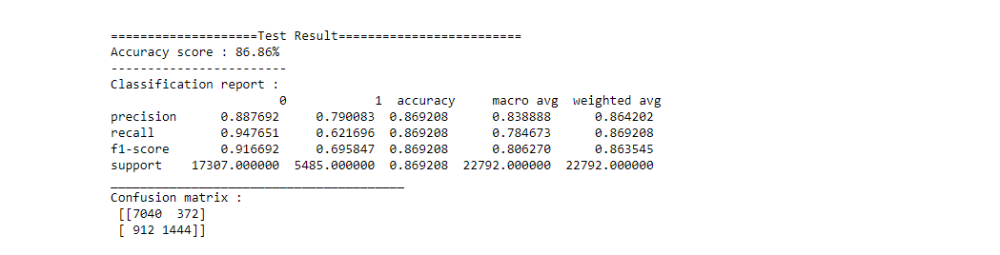 ====================Test Result=========================
Accuracy score : 86.86%
------------------------
Classification report :
                       0            1  accuracy     macro avg  weighted avg
precision      0.887692     0.790083  0.869208      0.838888      0.864202
recall         0.947651     0.621696  0.869208      0.784673      0.869208
f1-score       0.916692     0.695847  0.869208      0.806270      0.863545
support    17307.000000  5485.000000  0.869208  22792.000000  22792.000000
________________________________________
Confusion matrix :
 [[7040  372]
 [ 912 1444]]